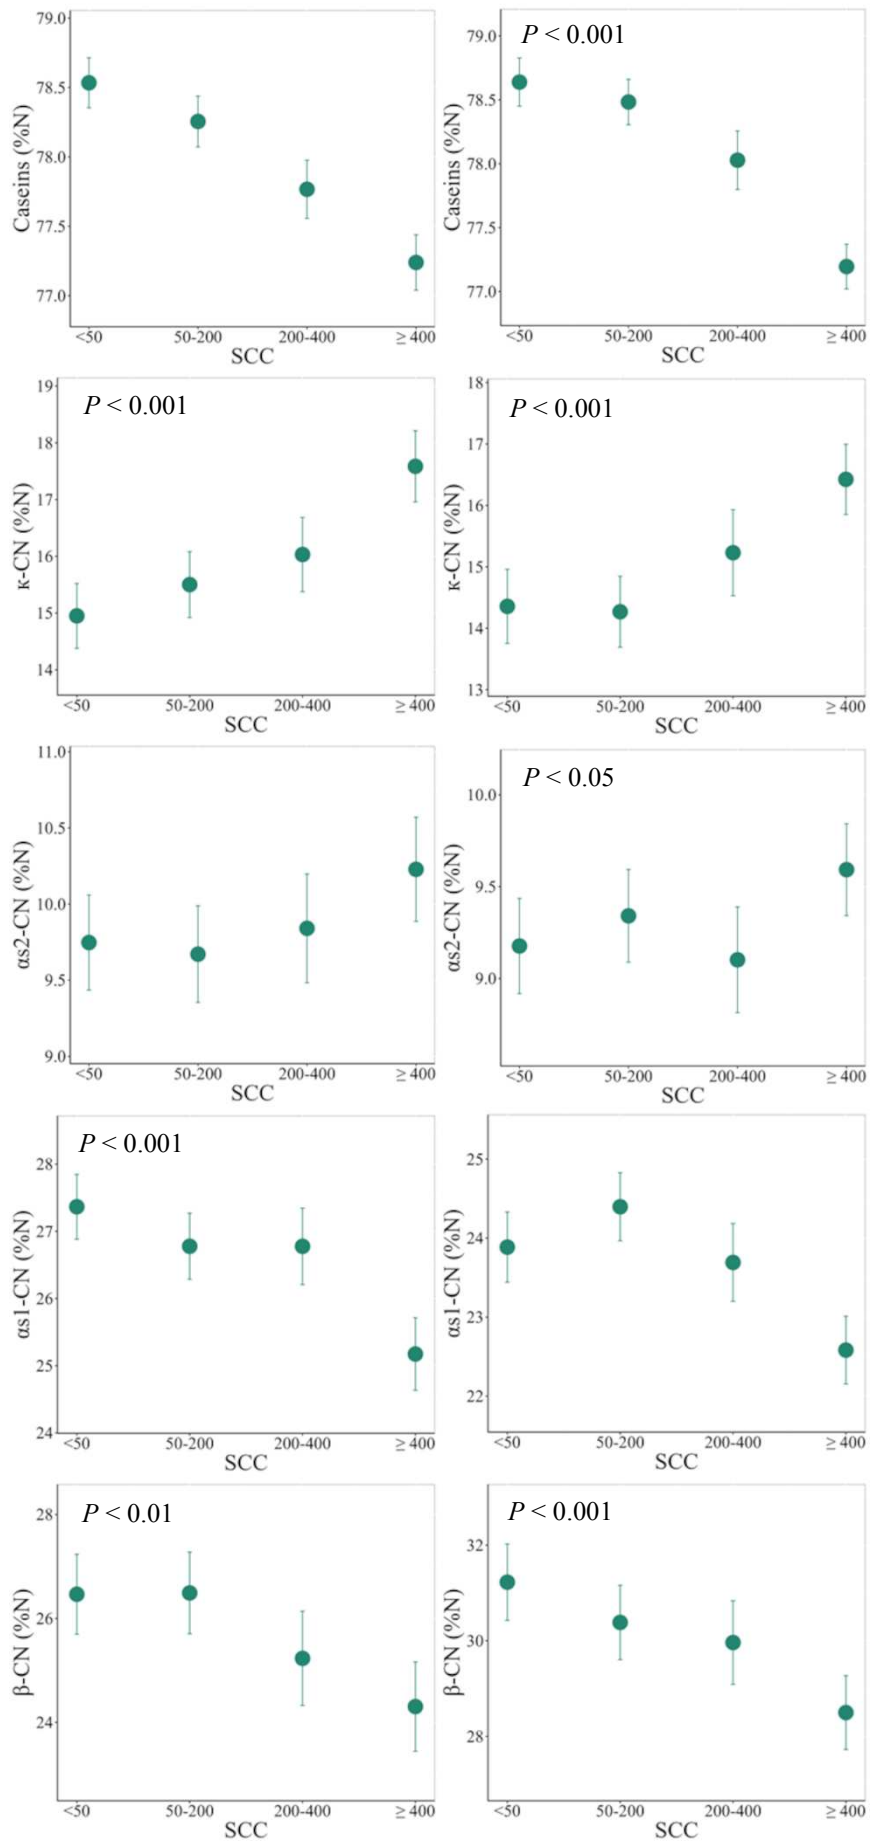 79.0
78.5
78.0
77.5
77.0
Caseins (%N)
<50 50-200 200-400 ≥ 400
SCC
P < 0.001
79.0
78.5
78.0
77.5
77.0
Caseins (%N)
<50 50-200 200-400 ≥ 400
SCC
P < 0.001
19
18
17
16
15
14
κ-CN (%N)
<50 50-200 200-400 ≥ 400
SCC
P < 0.001
18
17
16
15
14
13
κ-CN (%N)
<50 50-200 200-400 ≥ 400
SCC
11.0
10.5
10.0
9.5
9.0
αs2-CN (%N)
<50 50-200 200-400 ≥ 400
SCC
P < 0.05
10.0
9.5
9.0
αs2-CN (%N)
<50 50-200 200-400 ≥ 400
SCC
P < 0.001
28
27
26
25
24
αs1-CN (%N)
<50 50-200 200-400 ≥ 400
SCC
25
24
23
22
αs1-CN (%N)
<50 50-200 200-400 ≥ 400
SCC
P < 0.01
28
26
24
β-CN (%N)
<50 50-200 200-400 ≥ 400
SCC
P < 0.001
32
30
28
β-CN (%N)
<50 50-200 200-400 ≥ 400
SCC